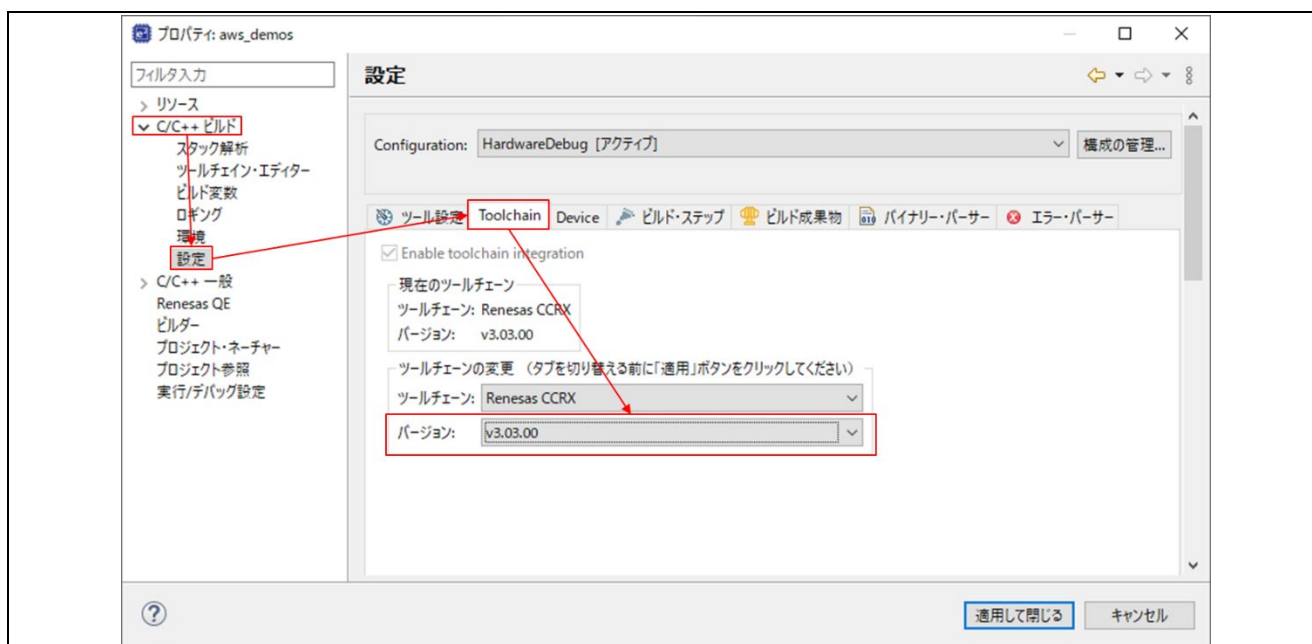 プロパティ: aws_demos
フィルタ入力
リソース
C/C++ ビルド
スタック解析
ツールチェイン・エディター
ビルド変数
ロギング
環境
設定
C/C++ 一般
Renesas QE
ビルダー
プロジェクト・ネーチャー
プロジェクト参照
実行/デバッグ設定
設定
Configuration: HardwareDebug [アクティブ] 構成の管理...
ツール設定 Toolchain Device ビルド・ステップ ビルド成果物 バイナリー・パーサー エラー・パーサー
Enable toolchain integration
現在のツールチェーン
ツールチェーン: Renesas CCRX
バージョン: v3.03.00
ツールチェーンの変更 (タブを切り替える前に「適用」ボタンをクリックしてください)
ツールチェーン: Renesas CCRX
バージョン: v3.03.00
適用して閉じる キャンセル